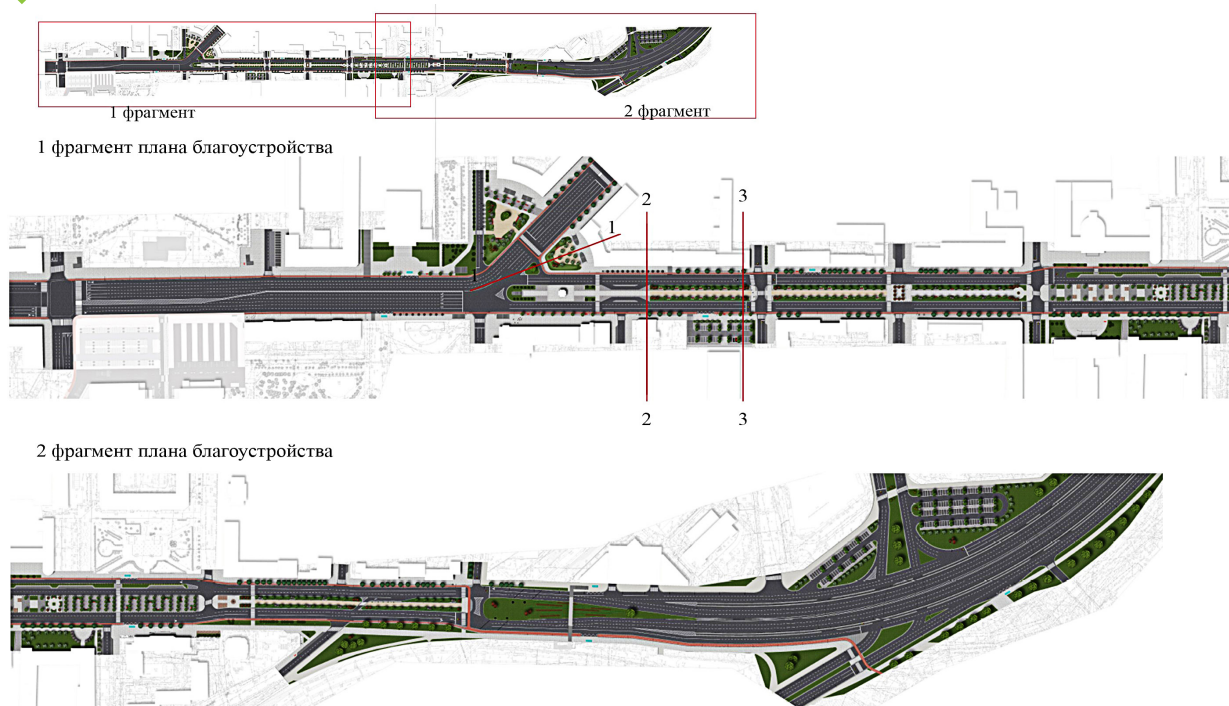 1 фрагмент
2 фрагмент
1 фрагмент плана благоустройства
2
3
1
2
3
2 фрагмент плана благоустройства